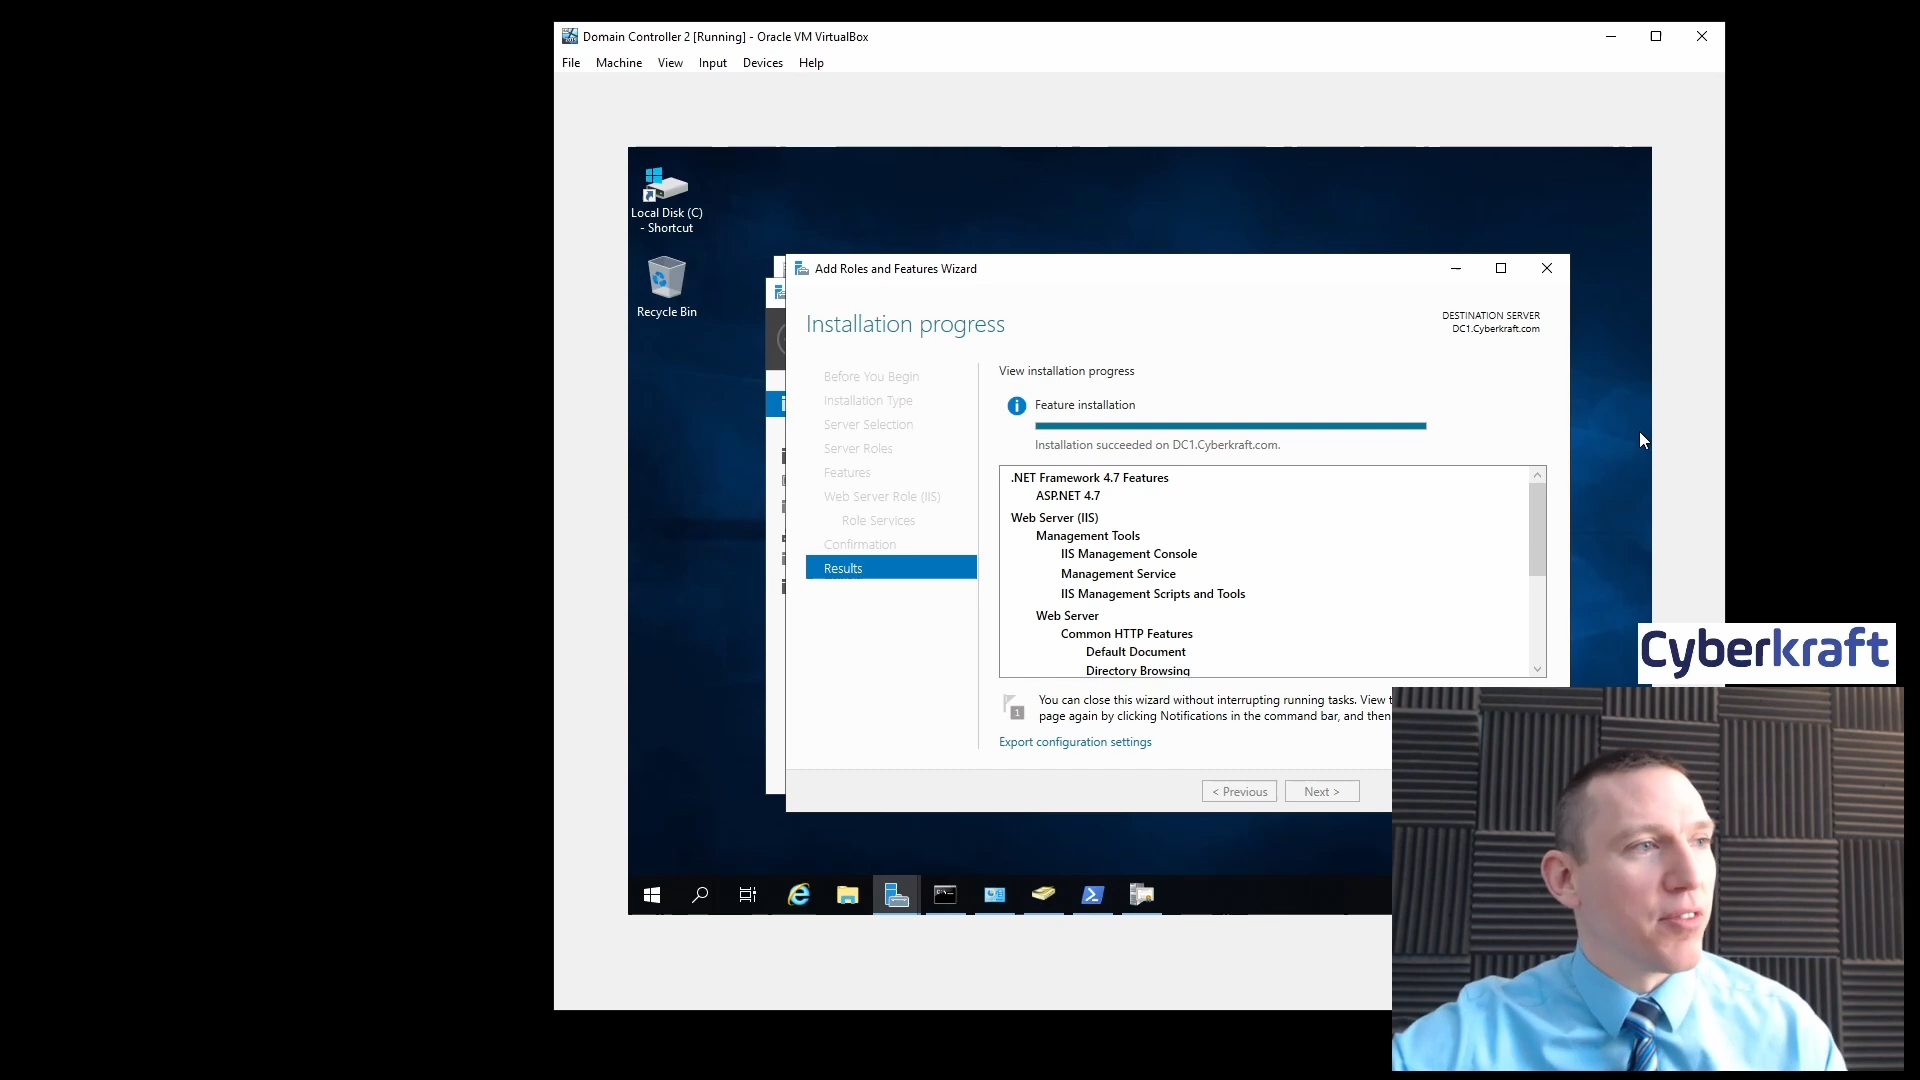 Domain Controller 2 [Running] - Oracle VM VirtualBox
File Machine View Input Devices Help
Local Disk (C)
- Shortcut
Recycle Bin
Add Roles and Features Wizard
Installation progress
DESTINATION SERVER
DC1.Cyberkraft.com
Before You Begin
Installation Type
Server Selection
Server Roles
Features
Web Server Role (IIS)
Role Services
Confirmation
Results
View installation progress
Feature installation
Installation succeeded on DC1.Cyberkraft.com.
.NET Framework 4.7 Features
ASP.NET 4.7
Web Server (IIS)
Management Tools
IIS Management Console
Management Service
IIS Management Scripts and Tools
Web Server
Common HTTP Features
Default Document
Directory Browsing
1
You can close this wizard without interrupting running tasks. View
page again by clicking Notifications in the command bar, and then
Export configuration settings
< Previous
Next >
Cyberkraft